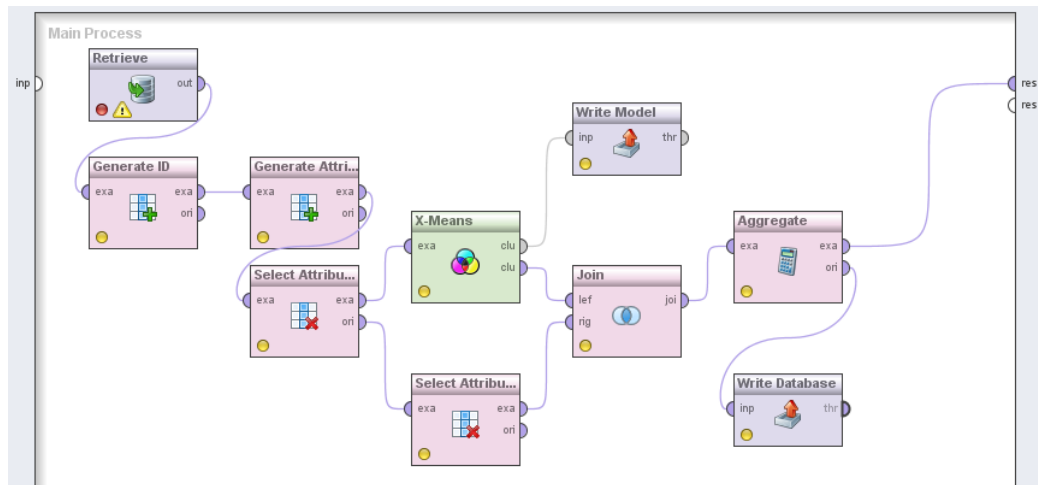 Main Process
Retrieve
inp
out
res
res
Write Model
inp
thr
Generate ID
exa
exa
ori
Generate Attri...
exa
exa
ori
X-Means
exa
clu
clu
Aggregate
exa
exa
ori
Select Attribu...
exa
exa
ori
Join
lef
joi
rig
Select Attribu...
exa
exa
ori
Write Database
inp
thr